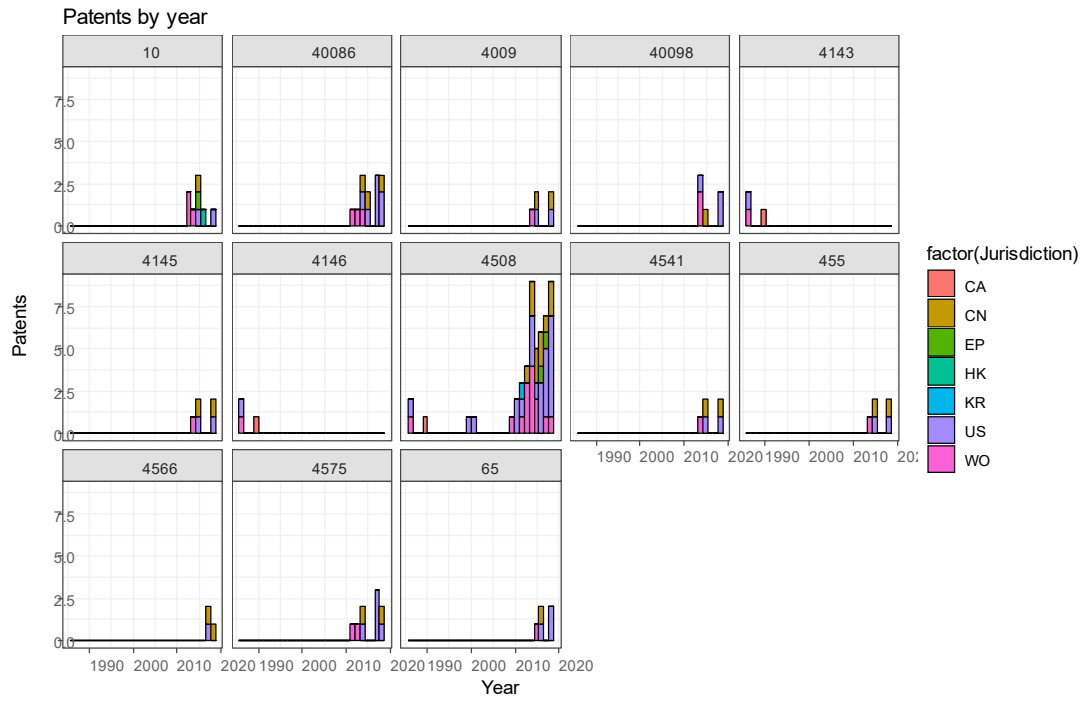 Patents by year
10 40086 4009 40098 4143
7.5
5.0
2.5
0.0
4145 4146 4508 4541 455
7.5
5.0
2.5
0.0
1990 2000 2010 2020 1990 2000 2010 202
4566 4575 65
7.5
5.0
2.5
0.0
1990 2000 2010 2020 1990 2000 2010 2020 1990 2000 2010 2020
Year
Patents
factor(Jurisdiction)
CA
CN
EP
HK
KR
US
WO